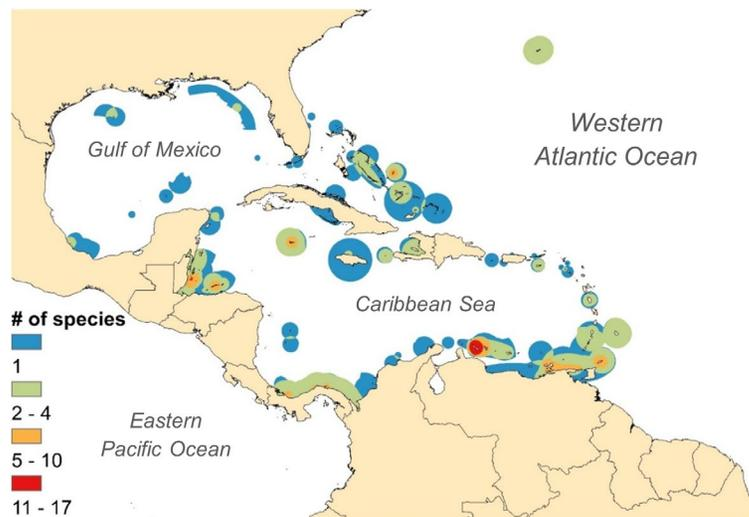 Western
Atlantic Ocean
Gulf of Mexico
Caribbean Sea
# of species
1
2 - 4
5 - 10
11 - 17
Eastern
Pacific Ocean